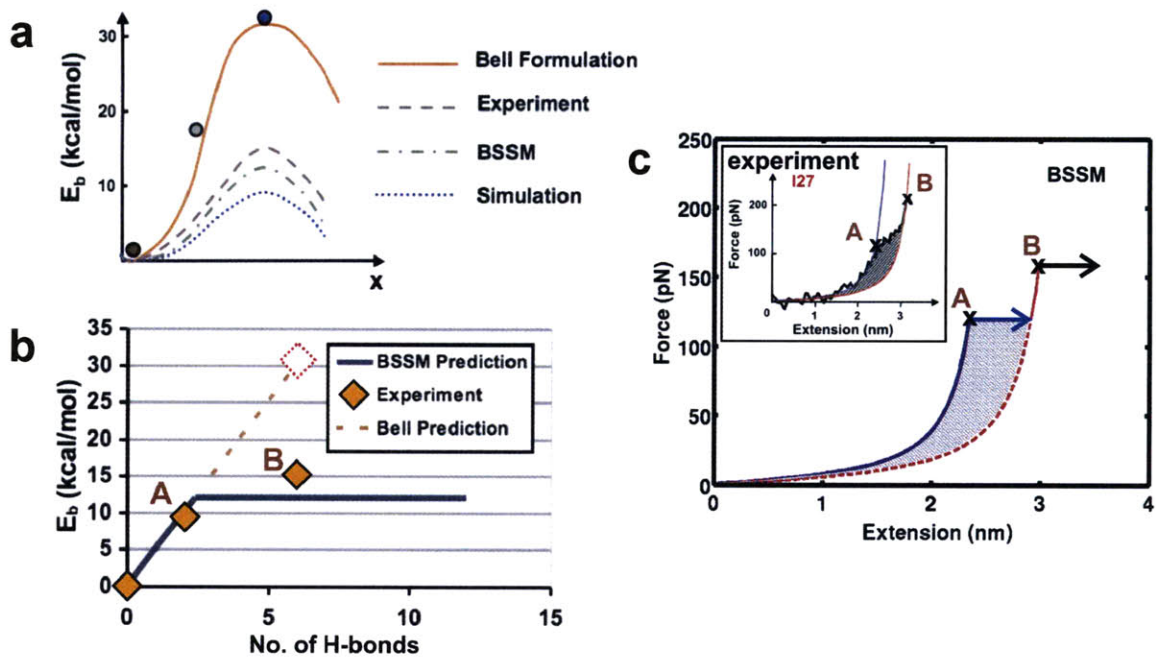 a
E_b (kcal/mol)
30
20
10
x
Bell Formulation
Experiment
BSSM
Simulation
b
E_b (kcal/mol)
35
30
25
20
15
10
5
0
0
5
10
15
No. of H-bonds
BSSM Prediction
Experiment
Bell Prediction
A
B
c
Force (pN)
250
200
150
100
50
0
0
1
2
3
4
Extension (nm)
BSSM
A
B
experiment
I27
Force (pN)
200
100
0
0
1
2
3
Extension (nm)
A
B